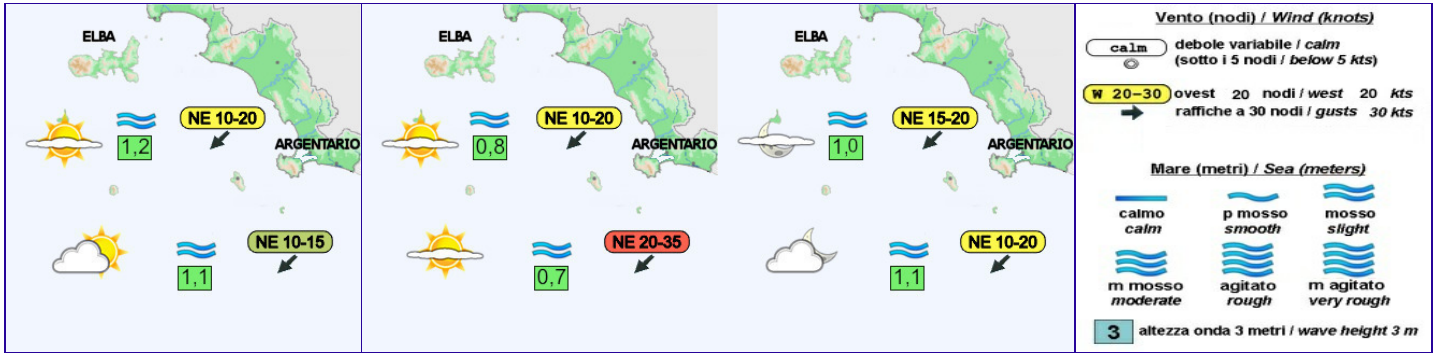 ELBA
1,2
NE 10-20
ARGENTARIO
1,1
NE 10-15
ELBA
0,8
NE 10-20
ARGENTARIO
0,7
NE 20-35
ELBA
1,0
NE 15-20
ARGENTARIO
1,1
NE 10-20
Vento (nodi) / Wind (knots)
calm
debole variabile / calm
(sotto i 5 nodi / below 5 kts)
W 20-30
ovest 20 nodi / west 20 kts
raffiche a 30 nodi / gusts 30 kts
Mare (metri) / Sea (meters)
calmo
calm
p mosso
smooth
mosso
slight
m mosso
moderate
agitato
rough
m agitato
very rough
3
altezza onda 3 metri / wave height 3 m